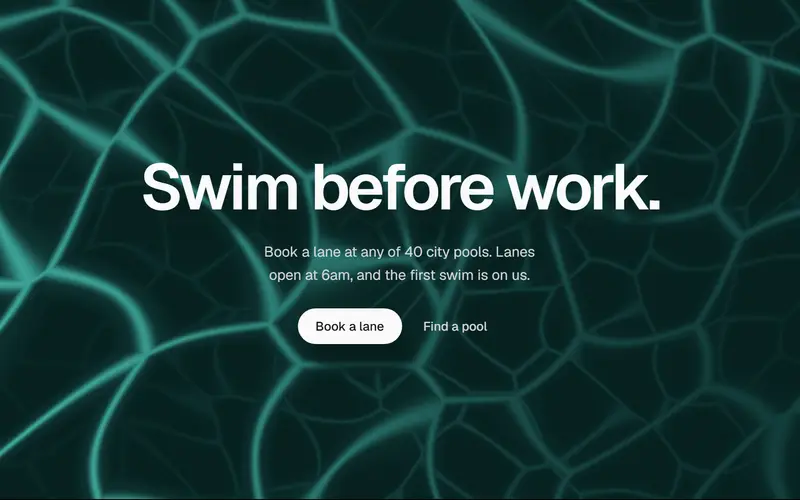 Swim before work.
Book a lane at any of 40 city pools. Lanes
open at 6am, and the first swim is on us.
Book a lane
Find a pool